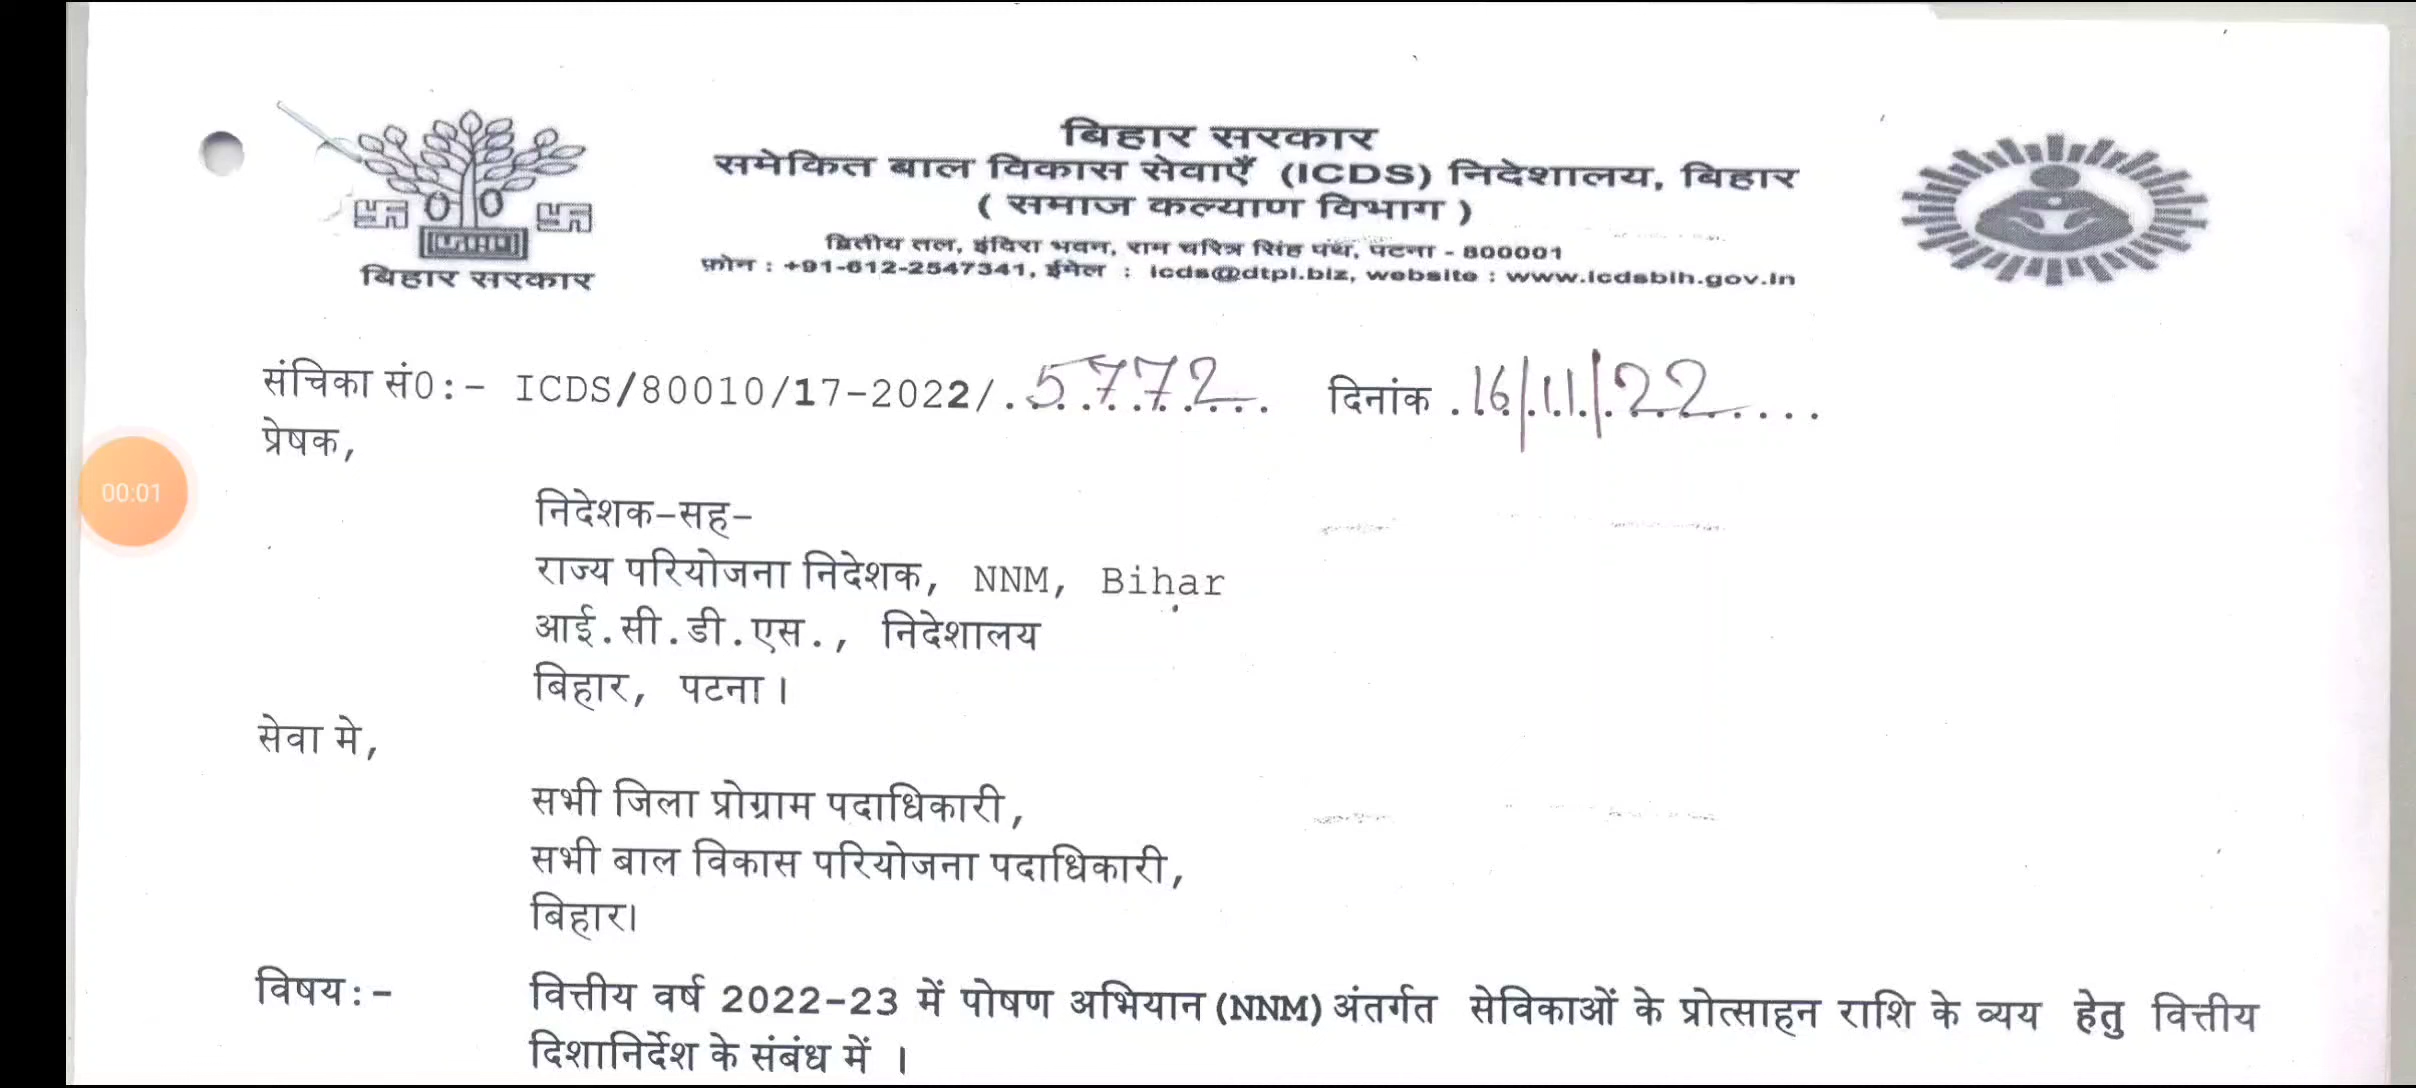 बिहार सरकार
समेकित बाल विकास सेवाएँ (ICDS) निदेशालय, बिहार
( समाज कल्याण विभाग )
द्वितीय तल, इंदिरा भवन, राम चरित्र सिंह पंथ, पटना - 800001
फ़ोन : +91-612-2547341, ईमेल : icds@dtpl.biz, website : www.icdsbih.gov.in
बिहार सरकार
संचिका सं0:- ICDS/80010/17-2022/.5772... दिनांक .16/11/22....
प्रेषक,
00:01
निदेशक-सह-
राज्य परियोजना निदेशक, NNM, Bihar
आई.सी.डी.एस., निदेशालय
बिहार, पटना।
सेवा मे,
सभी जिला प्रोग्राम पदाधिकारी,
सभी बाल विकास परियोजना पदाधिकारी,
बिहार।
विषय:- वित्तीय वर्ष 2022-23 में पोषण अभियान (NNM) अंतर्गत सेविकाओं के प्रोत्साहन राशि के व्यय हेतु वित्तीय
दिशानिर्देश के संबंध में ।